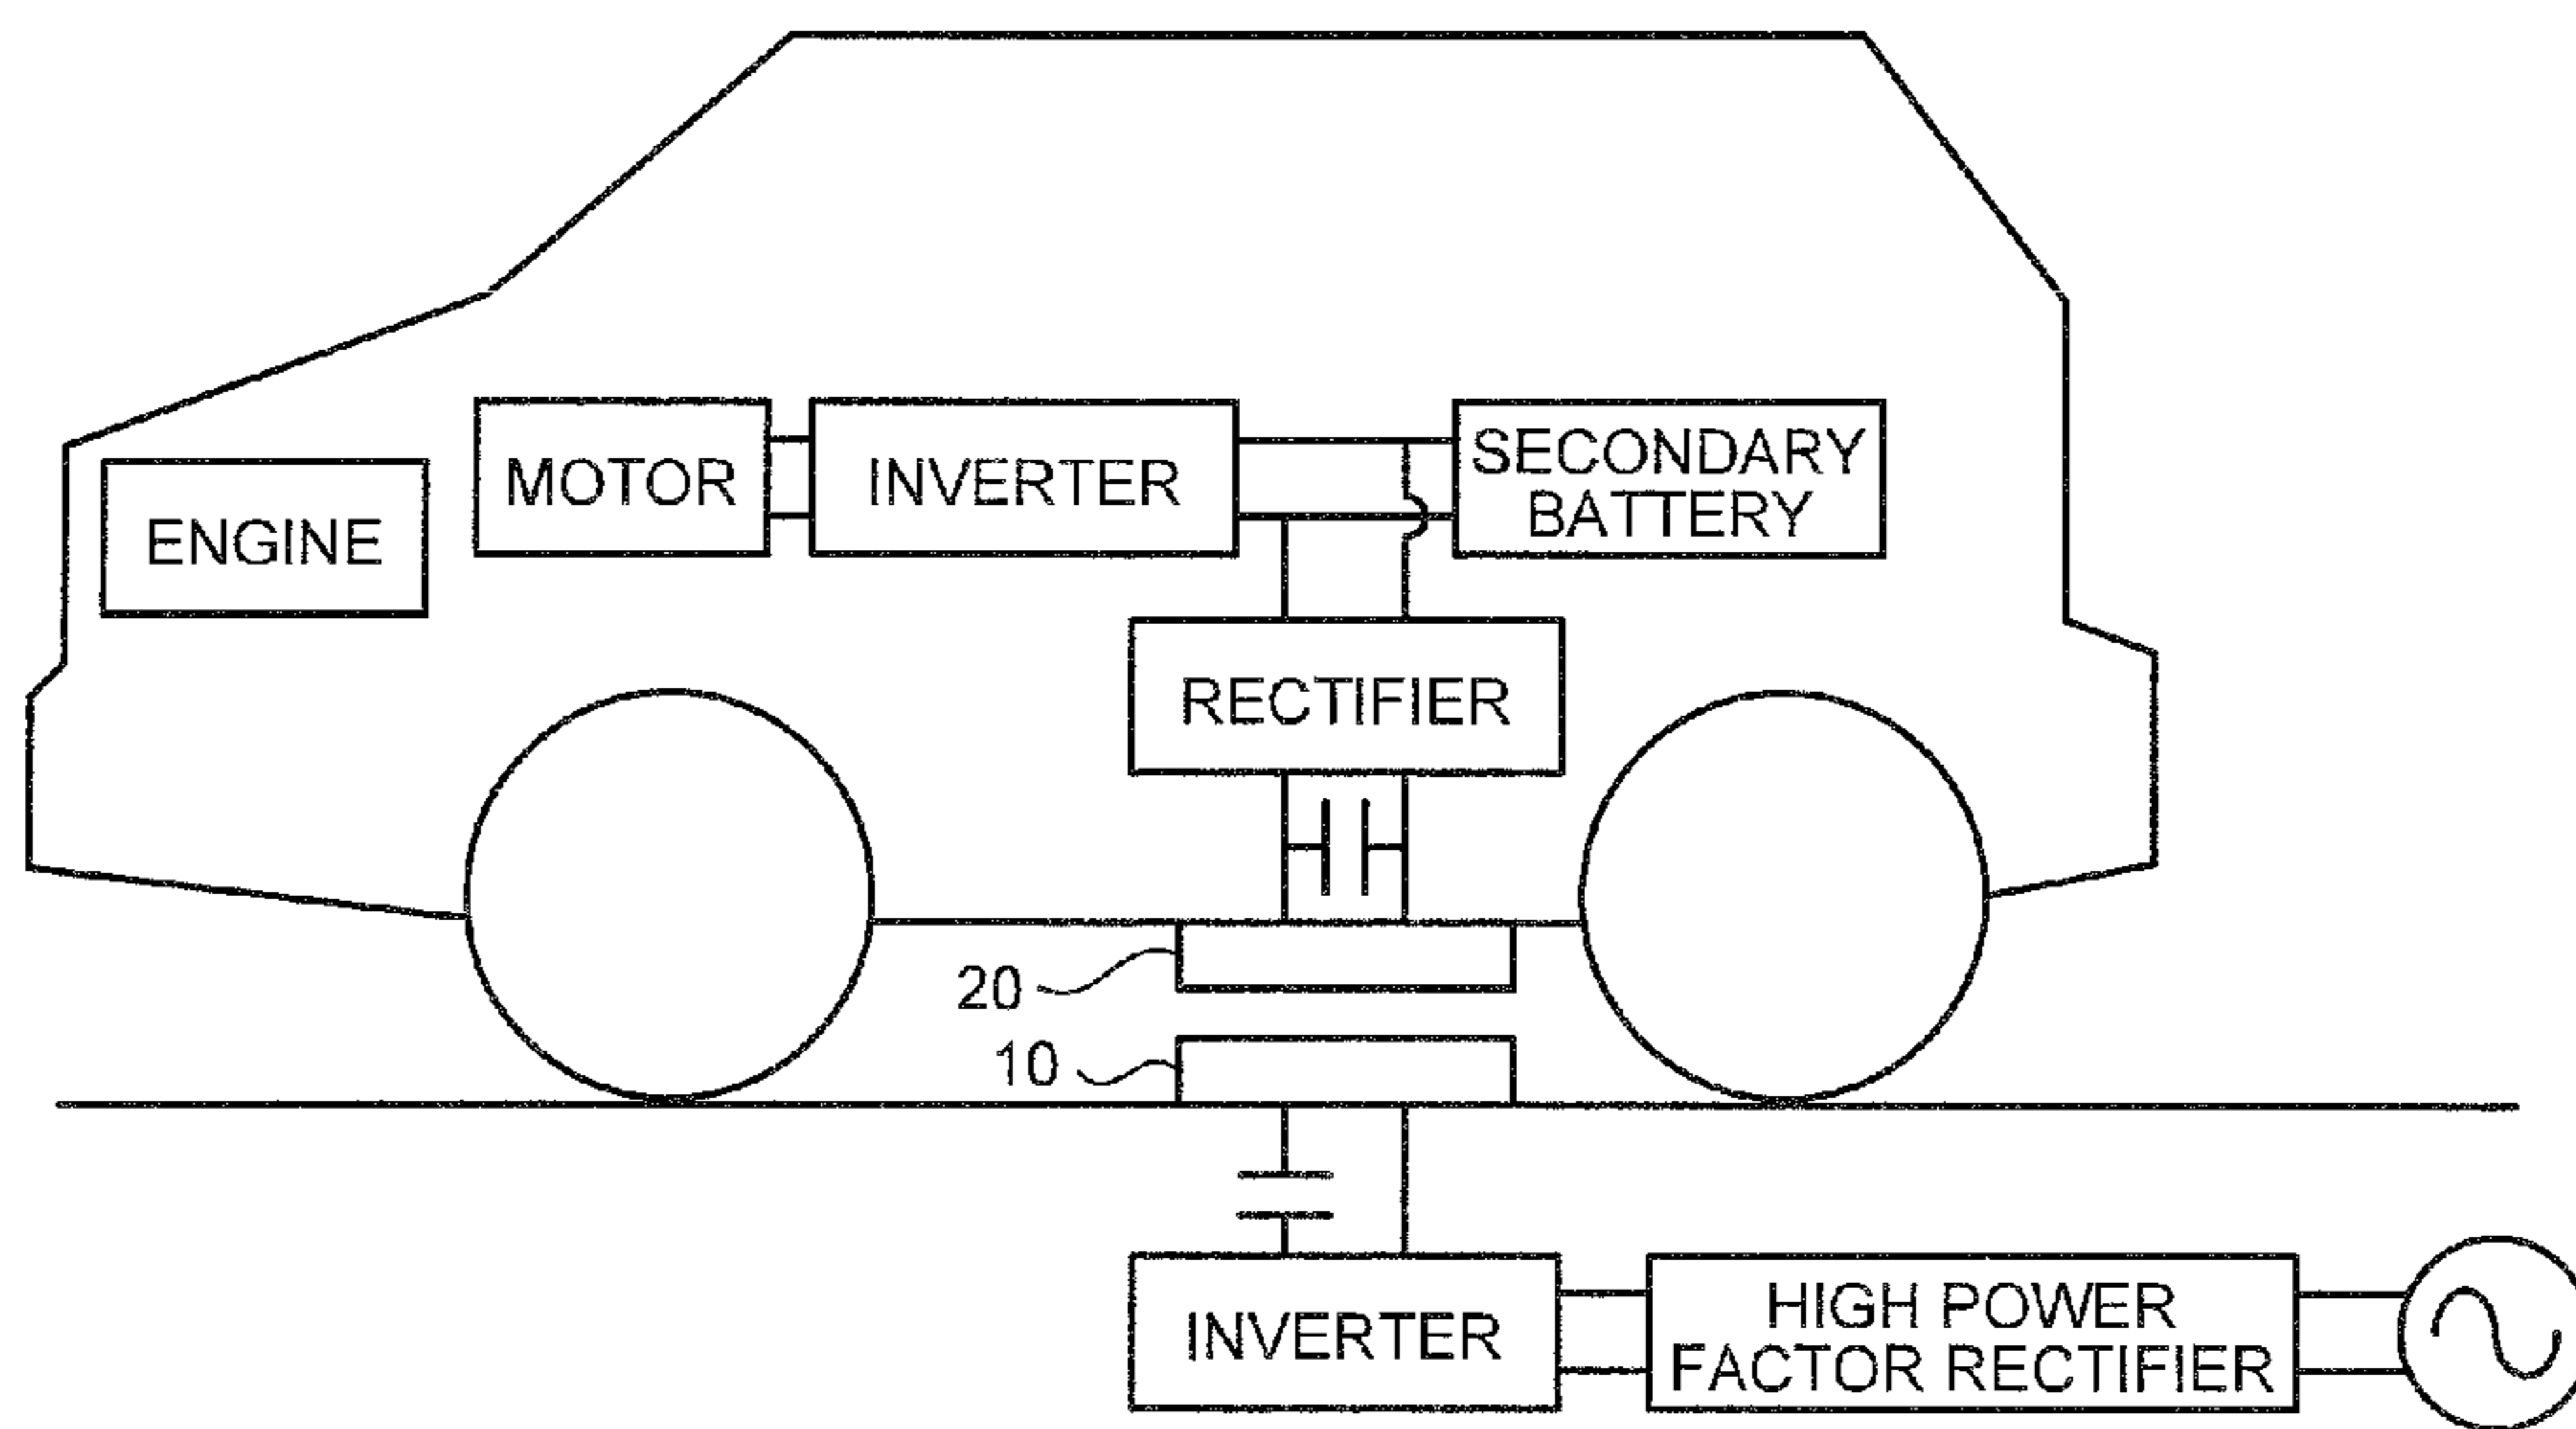 MOTOR
INVERTER
SECONDARY
BATTERY
ENGINE
RECTIFIER
20
10
INVERTER
HIGH POWER
FACTOR RECTIFIER